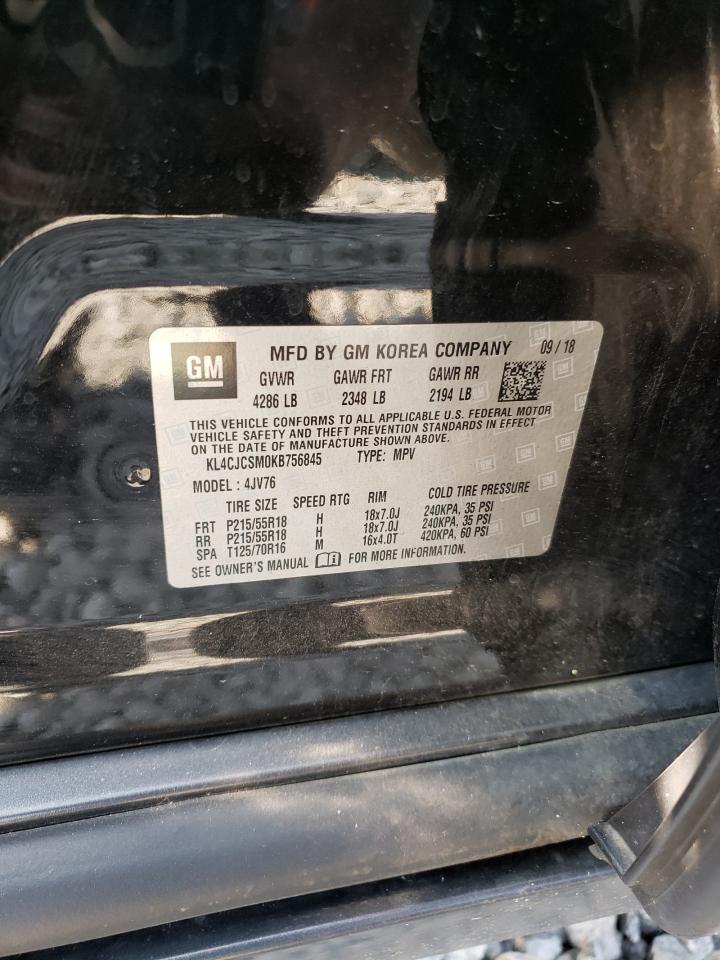 GM MFD BY GM KOREA COMPANY 09 / 18
GVWR GAWR FRT GAWR RR
4286 LB 2348 LB 2194 LB
THIS VEHICLE CONFORMS TO ALL APPLICABLE U.S. FEDERAL MOTOR
VEHICLE SAFETY AND THEFT PREVENTION STANDARDS IN EFFECT
ON THE DATE OF MANUFACTURE SHOWN ABOVE.
KL4CJCSM0KB756845 TYPE: MPV
MODEL : 4JV76
TIRE SIZE SPEED RTG RIM COLD TIRE PRESSURE
FRT P215/55R18 H 18x7.0J 240KPA, 35 PSI
RR P215/55R18 H 18x7.0J 240KPA, 35 PSI
SPA T125/70R16 M 16x4.0T 420KPA, 60 PSI
SEE OWNER'S MANUAL FOR MORE INFORMATION.